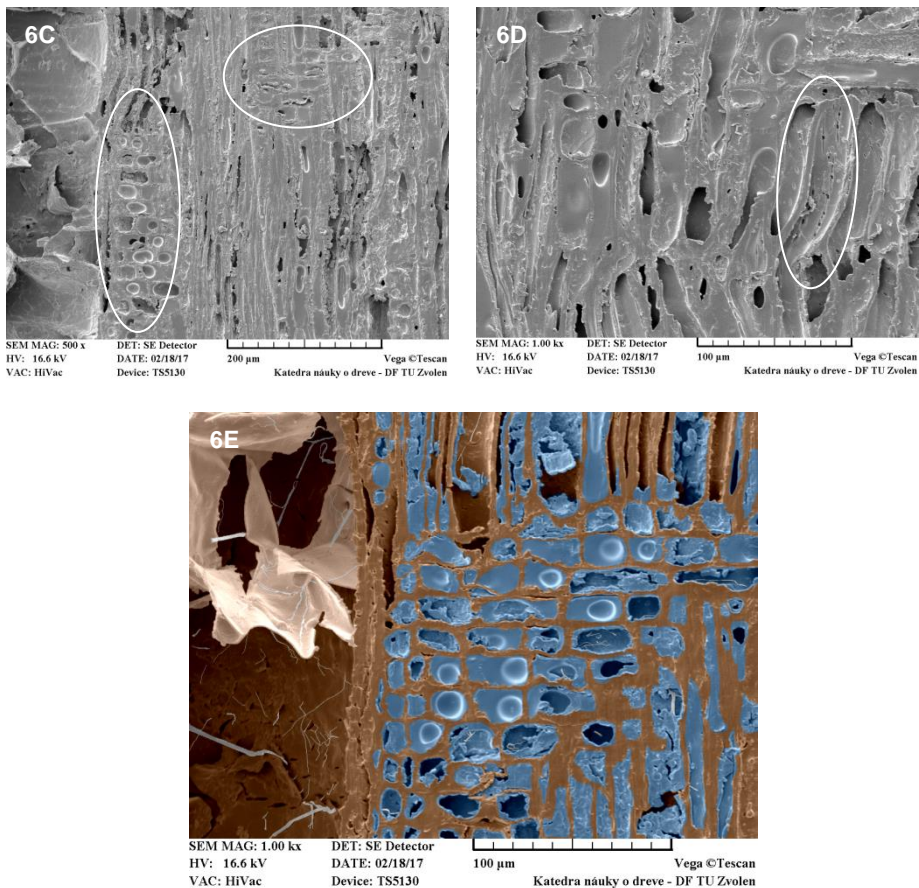 6C
SEM MAG: 500 x DET: SE Detector
HV: 16.6 kV DATE: 02/18/17 200 µm Vega ©Tescan
VAC: HiVac Device: TS5130 Katedra náuky o dreve - DF TU Zvolen
6D
SEM MAG: 1.00 kx DET: SE Detector
HV: 16.6 kV DATE: 02/18/17 100 µm Vega ©Tescan
VAC: HiVac Device: TS5130 Katedra náuky o dreve - DF TU Zvolen
6E
SEM MAG: 1.00 kx DET: SE Detector
HV: 16.6 kV DATE: 02/18/17 100 µm Vega ©Tescan
VAC: HiVac Device: TS5130 Katedra náuky o dreve - DF TU Zvolen